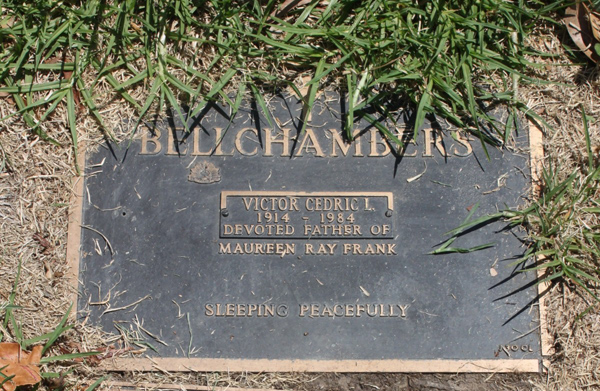 BELLCHAMBERS
VICTOR CEDRIC L.
1914 - 1984
DEVOTED FATHER OF
MAUREEN RAY FRANK
SLEEPING PEACEFULLY